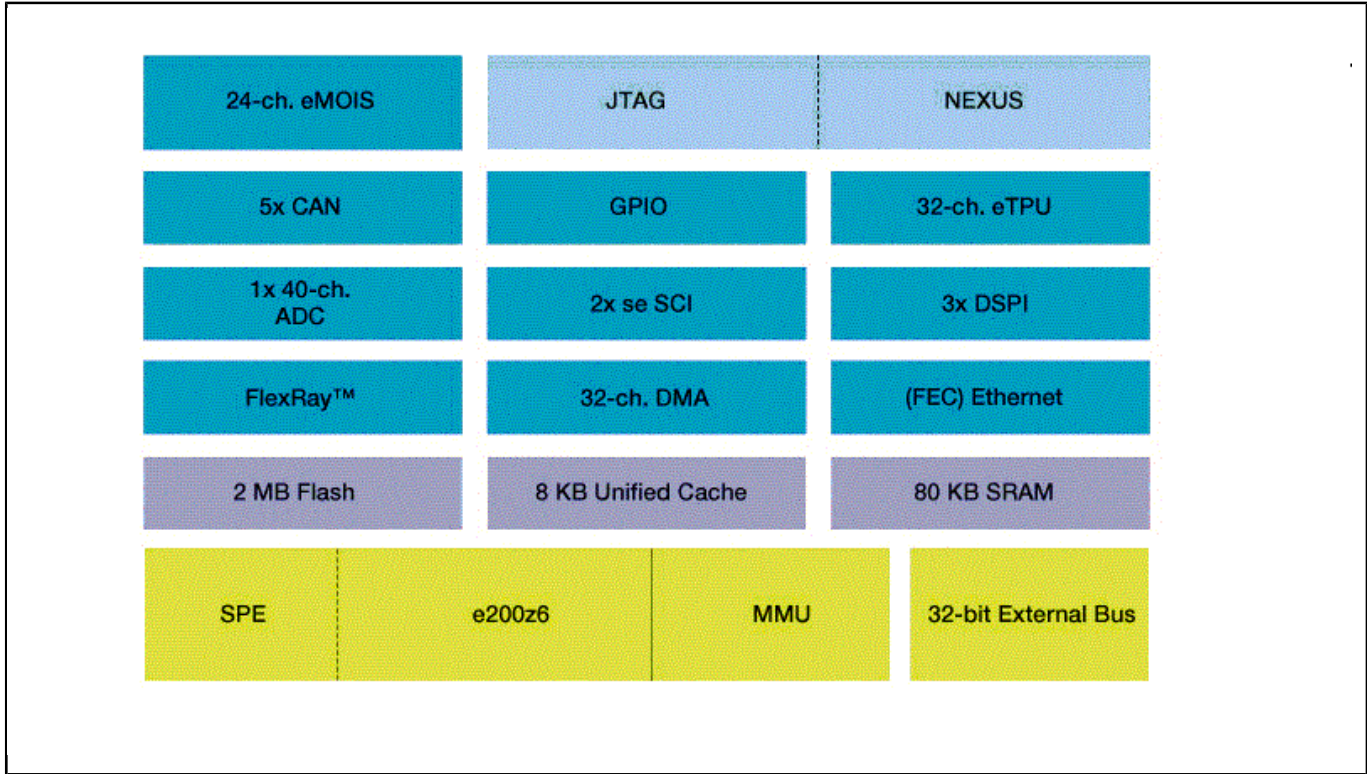 24-ch. eMOIS
JTAG
NEXUS
5x CAN
GPIO
32-ch. eTPU
1x 40-ch.
ADC
2x se SCI
3x DSPI
FlexRay™
32-ch. DMA
(FEC) Ethernet
2 MB Flash
8 KB Unified Cache
80 KB SRAM
SPE
e200z6
MMU
32-bit External Bus